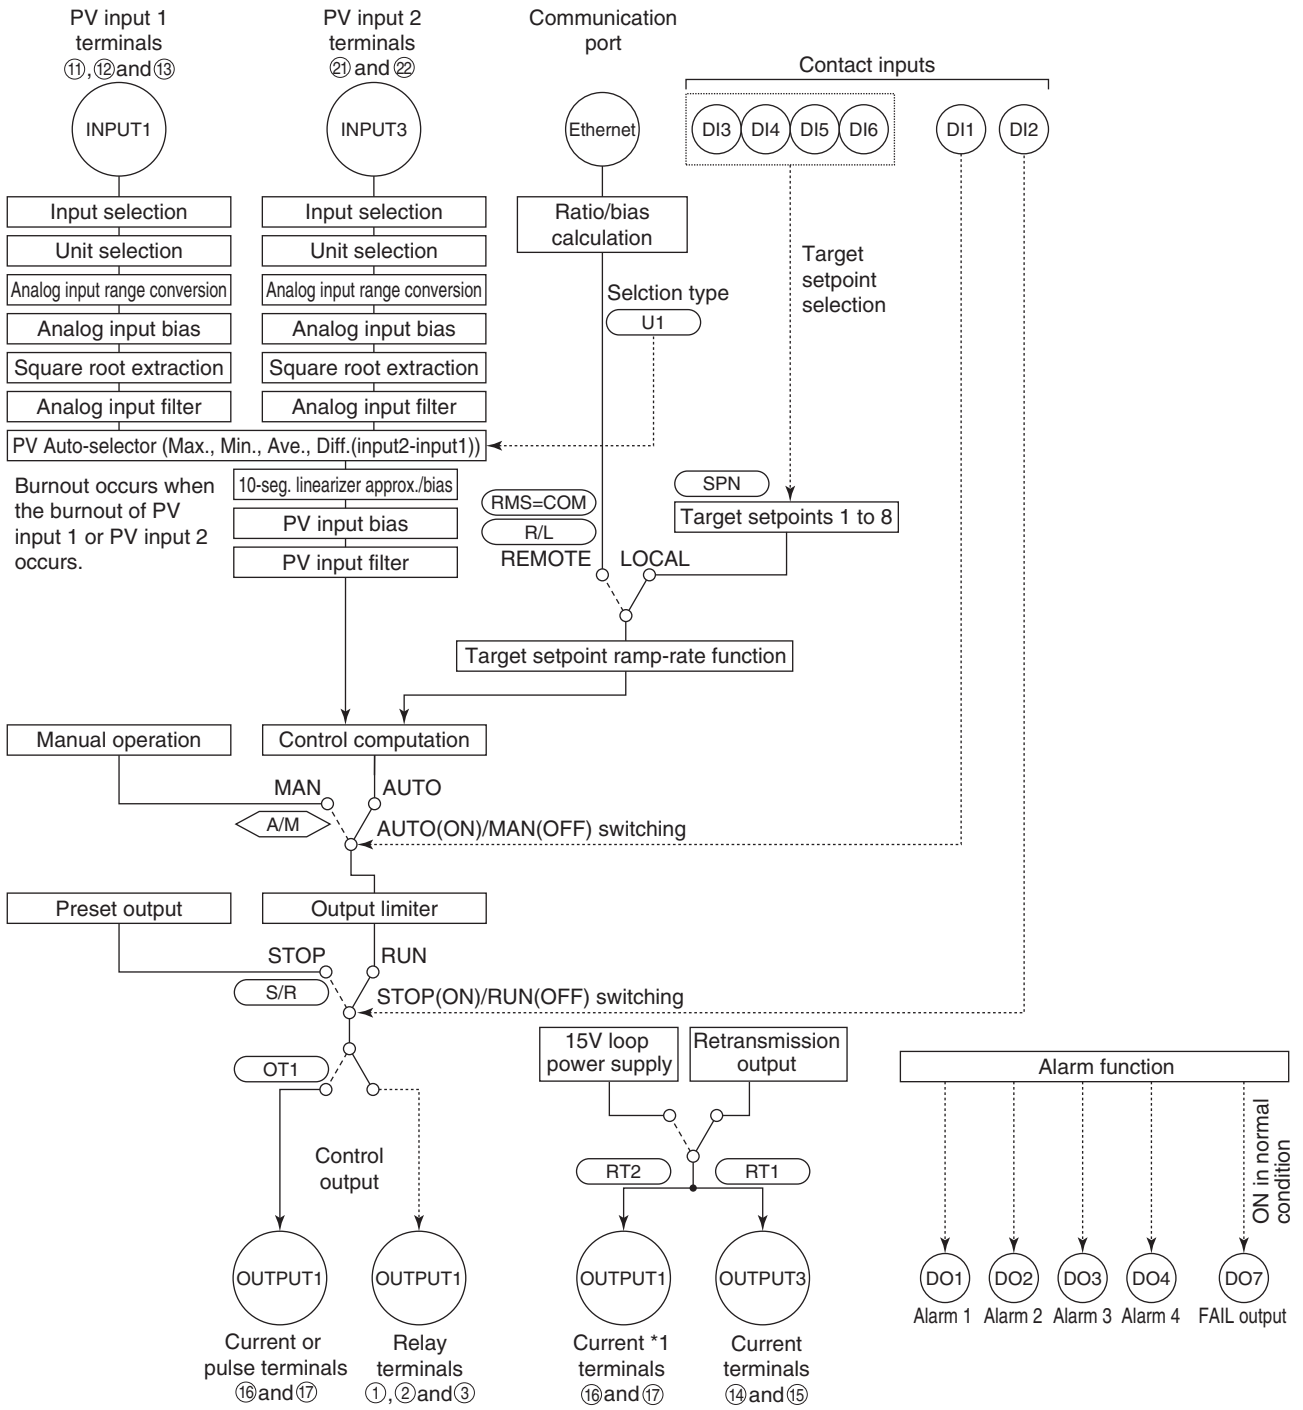 PV input 1
terminals
⑪,⑫and⑬
PV input 2
terminals
㉑ and ㉒
Communication
port
Contact inputs
INPUT1
INPUT3
Ethernet
DI3
DI4
DI5
DI6
DI1
DI2
Input selection
Unit selection
Analog input range conversion
Analog input bias
Square root extraction
Analog input filter
Input selection
Unit selection
Analog input range conversion
Analog input bias
Square root extraction
Analog input filter
Ratio/bias
calculation
Selction type
U1
Target
setpoint
selection
PV Auto-selector (Max., Min., Ave., Diff.(input2-input1))
Burnout occurs when
the burnout of PV
input 1 or PV input 2
occurs.
10-seg. linearizer approx./bias
PV input bias
PV input filter
RMS=COM
R/L
REMOTE
LOCAL
SPN
Target setpoints 1 to 8
Target setpoint ramp-rate function
Manual operation
Control computation
MAN
AUTO
A/M
AUTO(ON)/MAN(OFF) switching
Preset output
Output limiter
STOP
RUN
S/R
STOP(ON)/RUN(OFF) switching
OT1
Control
output
15V loop
power supply
Retransmission
output
RT2
RT1
Alarm function
ON in normal
condition
OUTPUT1
OUTPUT1
OUTPUT1
OUTPUT3
DO1
DO2
DO3
DO4
DO7
Alarm 1
Alarm 2
Alarm 3
Alarm 4
FAIL output
Current or
pulse terminals
⑯and⑰
Relay
terminals
①,②and③
Current *1
terminals
⑯and⑰
Current
terminals
⑭and⑮